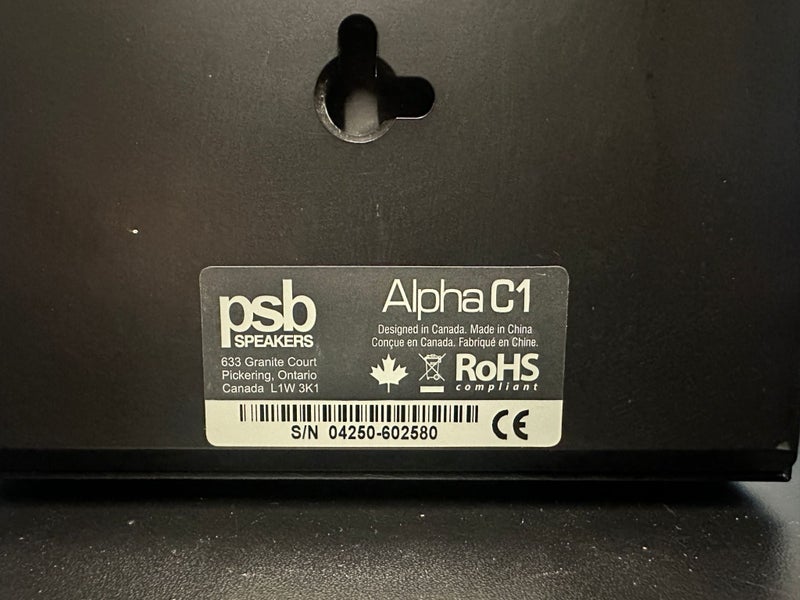 psb
SPEAKERS
633 Granite Court
Pickering, Ontario
Canada L1W 3K1
Alpha C1
Designed in Canada. Made in China
Conçue en Canada. Fabriqué en Chine.
RoHS
compliant
S/N 04250-602580
CE